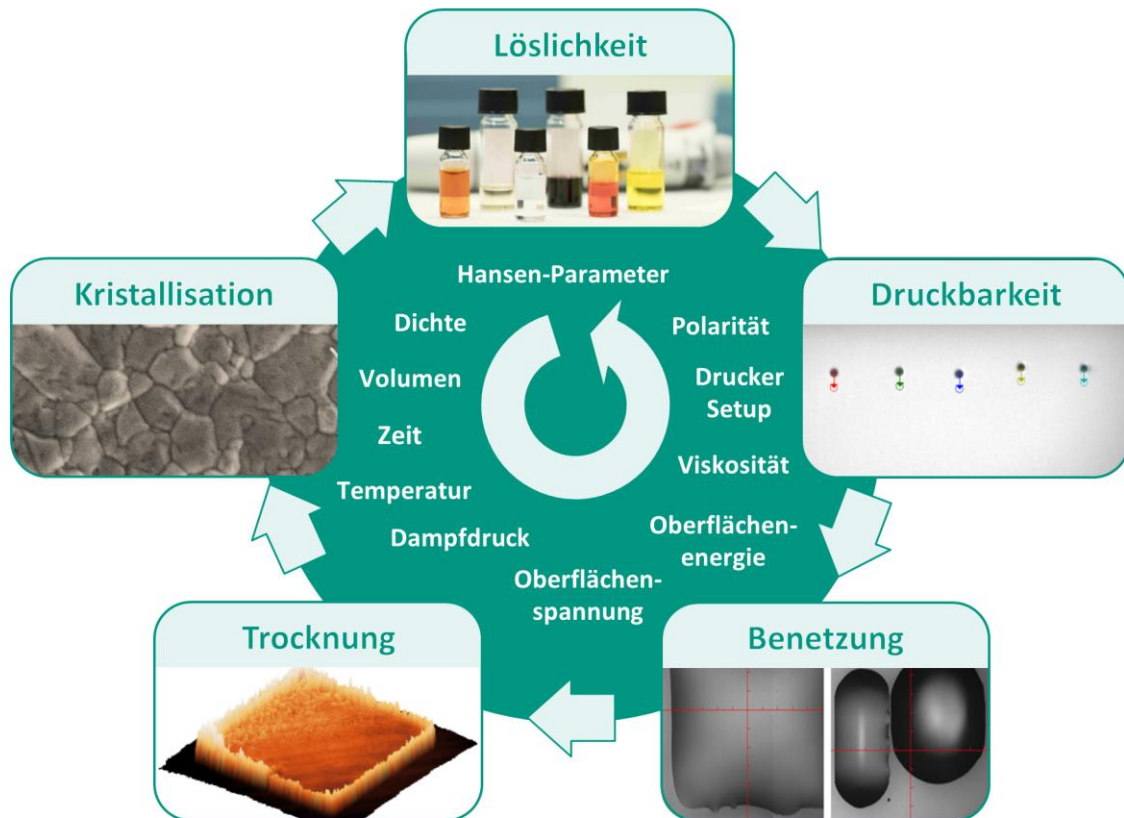 Löslichkeit
Druckbarkeit
Benetzung
Trocknung
Kristallisation
Hansen-Parameter
Polarität
Drucker
Setup
Viskosität
Oberflächen-
energie
Oberflächen-
spannung
Dampfdruck
Temperatur
Zeit
Volumen
Dichte